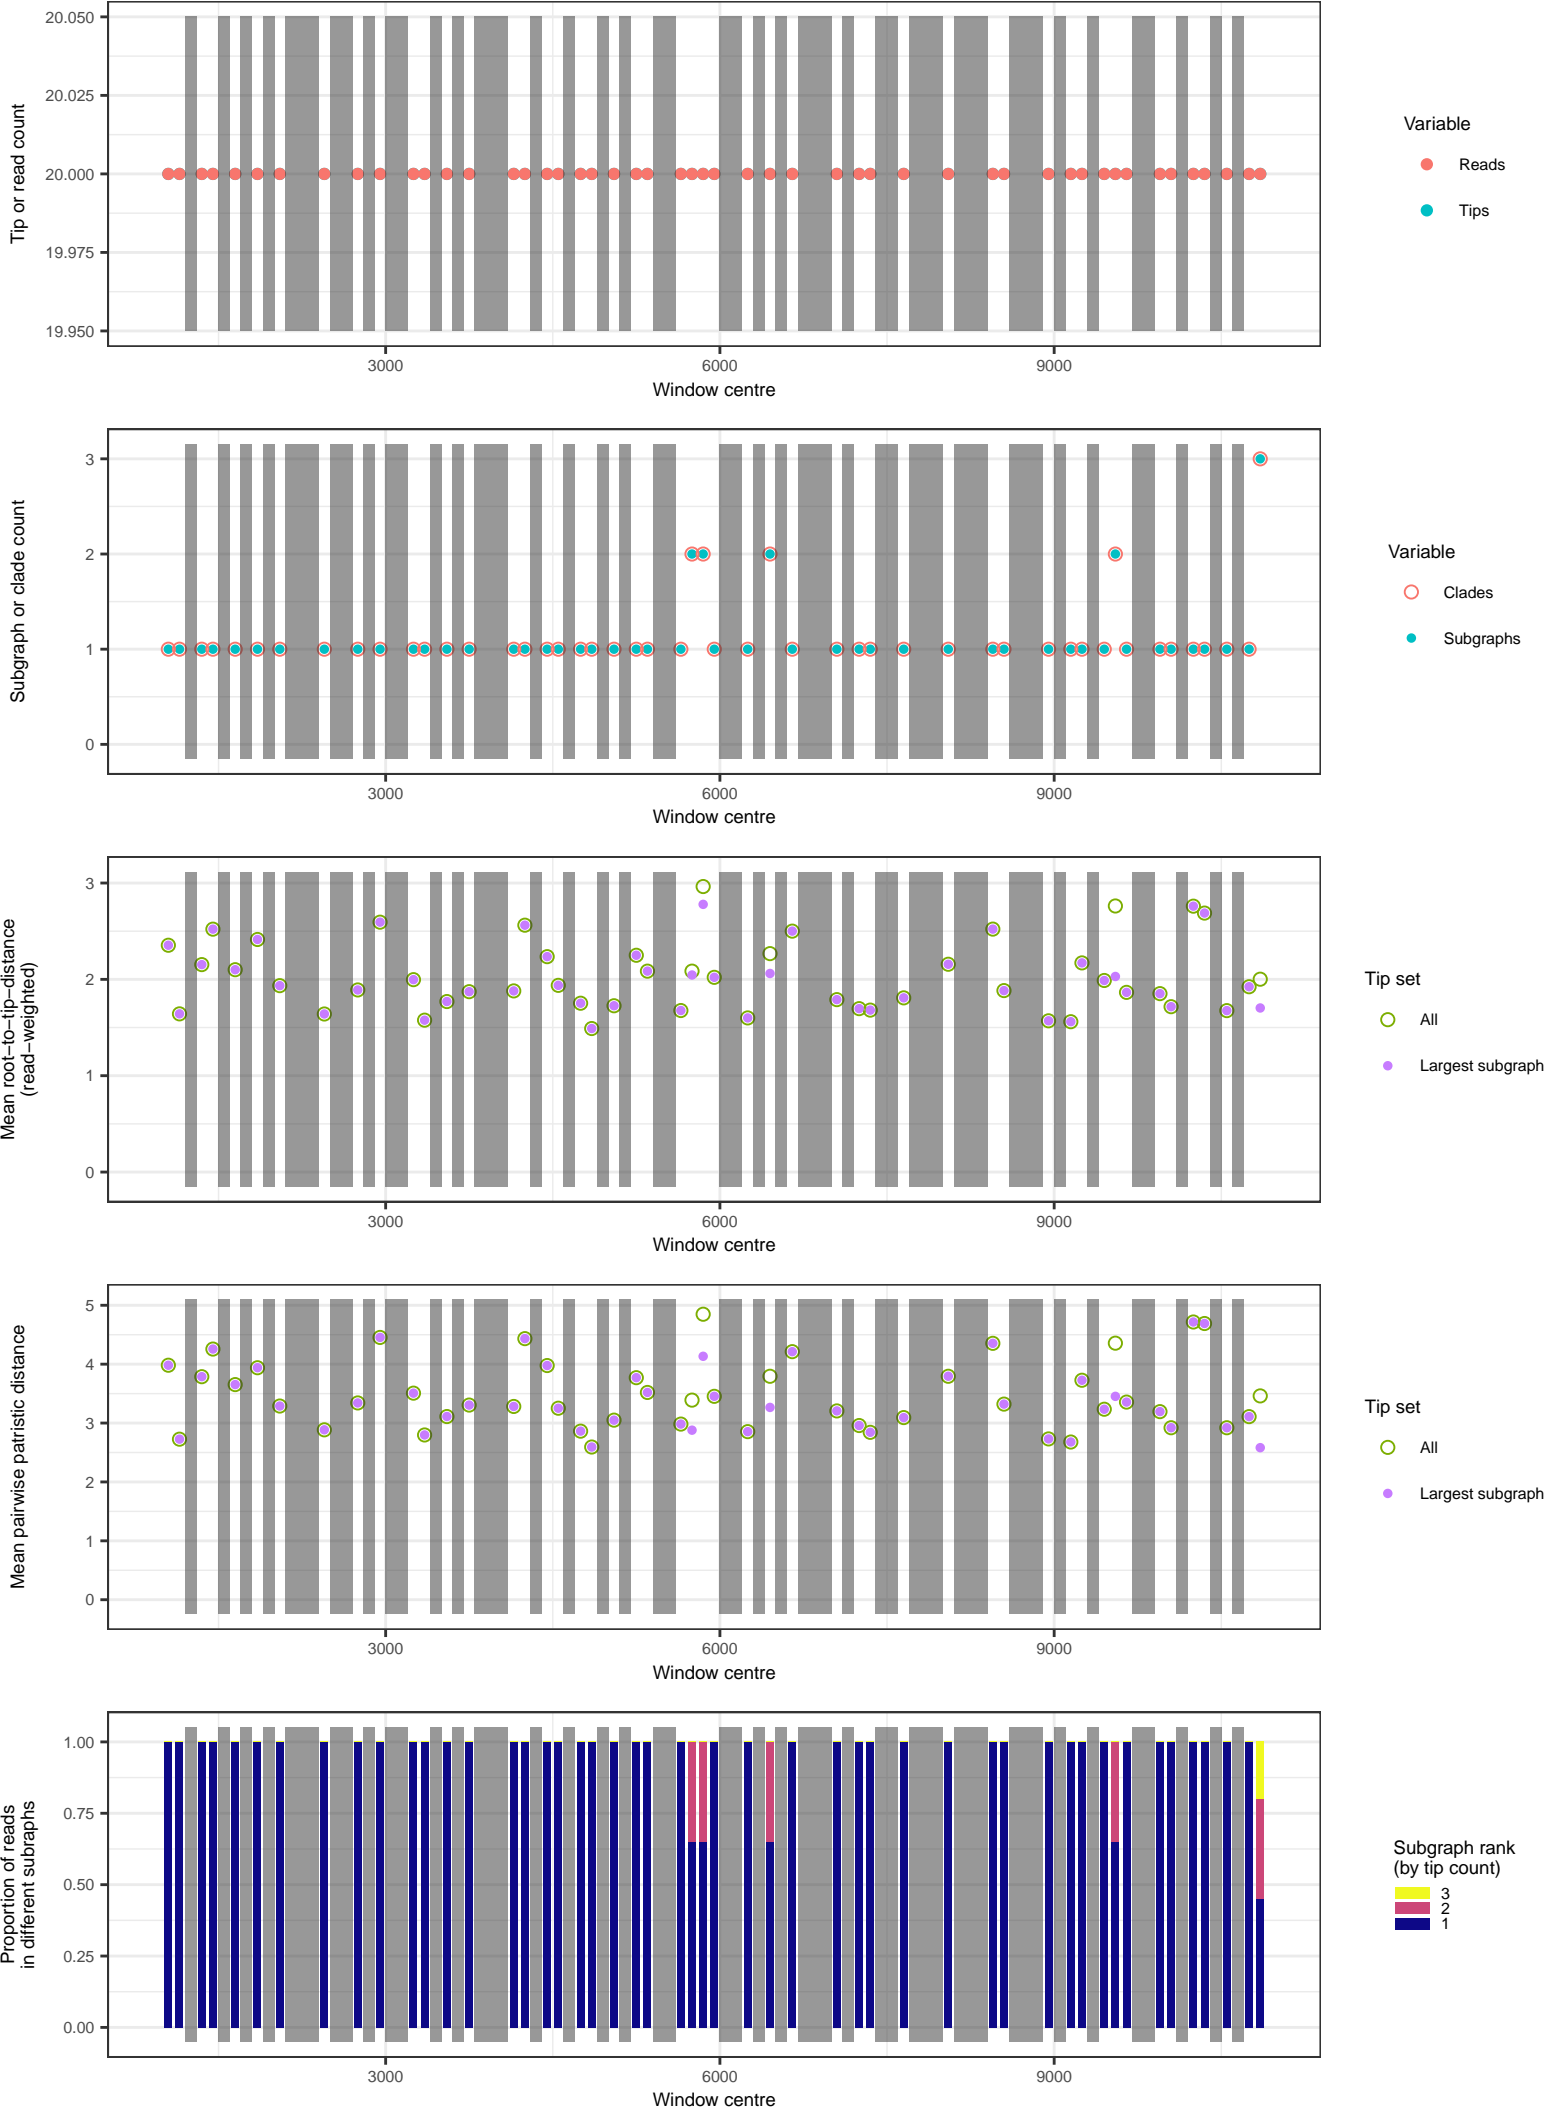 20.050
20.025
20.000
19.975
19.950
Tip or read count
3000
6000
9000
Window centre
Variable
Reads
Tips
3
2
1
0
Subgraph or clade count
3000
6000
9000
Window centre
Variable
Clades
Subgraphs
3
2
1
0
Mean root−to−tip−distance
(read−weighted)
3000
6000
9000
Window centre
Tip set
All
Largest subgraph
5
4
3
2
1
0
Mean pairwise patristic distance
3000
6000
9000
Window centre
Tip set
All
Largest subgraph
1.00
0.75
0.50
0.25
0.00
Proportion of reads
in different subraphs
3000
6000
9000
Window centre
Subgraph rank
(by tip count)
3
2
1